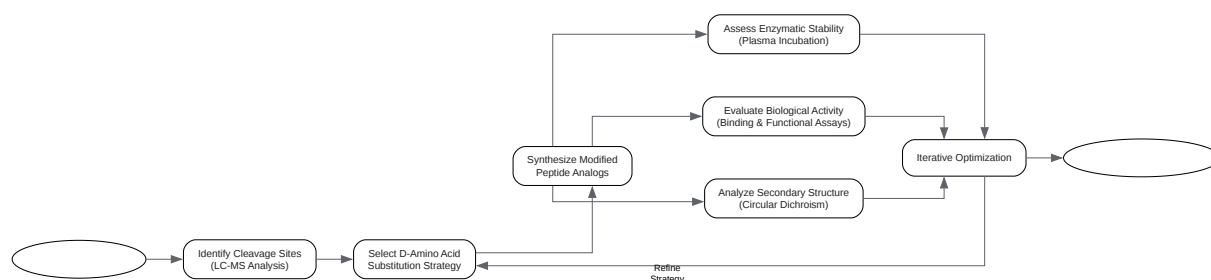 Assess Enzymatic Stability
(Plasma Incubation)
Evaluate Biological Activity
(Binding & Functional Assays)
Synthesize Modified
Peptide Analogs
Iterative Optimization
Analyze Secondary Structure
(Circular Dichroism)
Identify Cleavage Sites
(LC-MS Analysis)
Select D-Amino Acid
Substitution Strategy
Refine
Strategy